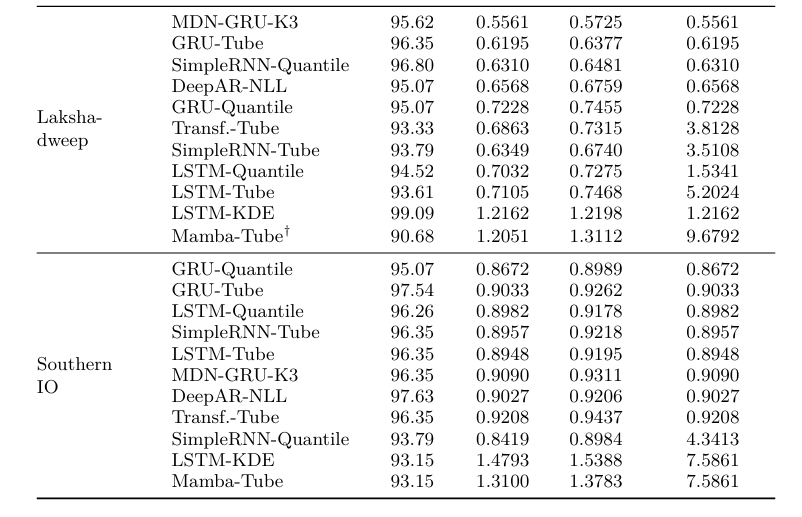 MDN-GRU-K3 95.62 0.5561 0.5725 0.5561
GRU-Tube 96.35 0.6195 0.6377 0.6195
SimpleRNN-Quantile 96.80 0.6310 0.6481 0.6310
DeepAR-NLL 95.07 0.6568 0.6759 0.6568
GRU-Quantile 95.07 0.7228 0.7455 0.7228
Laksha-
dweep
Transf.-Tube 93.33 0.6863 0.7315 3.8128
SimpleRNN-Tube 93.79 0.6349 0.6740 3.5108
LSTM-Quantile 94.52 0.7032 0.7275 1.5341
LSTM-Tube 93.61 0.7105 0.7468 5.2024
LSTM-KDE 99.09 1.2162 1.2198 1.2162
Mamba-Tube† 90.68 1.2051 1.3112 9.6792
GRU-Quantile 95.07 0.8672 0.8989 0.8672
GRU-Tube 97.54 0.9033 0.9262 0.9033
LSTM-Quantile 96.26 0.8982 0.9178 0.8982
SimpleRNN-Tube 96.35 0.8957 0.9218 0.8957
LSTM-Tube 96.35 0.8948 0.9195 0.8948
Southern
IO
MDN-GRU-K3 96.35 0.9090 0.9311 0.9090
DeepAR-NLL 97.63 0.9027 0.9206 0.9027
Transf.-Tube 96.35 0.9208 0.9437 0.9208
SimpleRNN-Quantile 93.79 0.8419 0.8984 4.3413
LSTM-KDE 93.15 1.4793 1.5388 7.5861
Mamba-Tube 93.15 1.3100 1.3783 7.5861